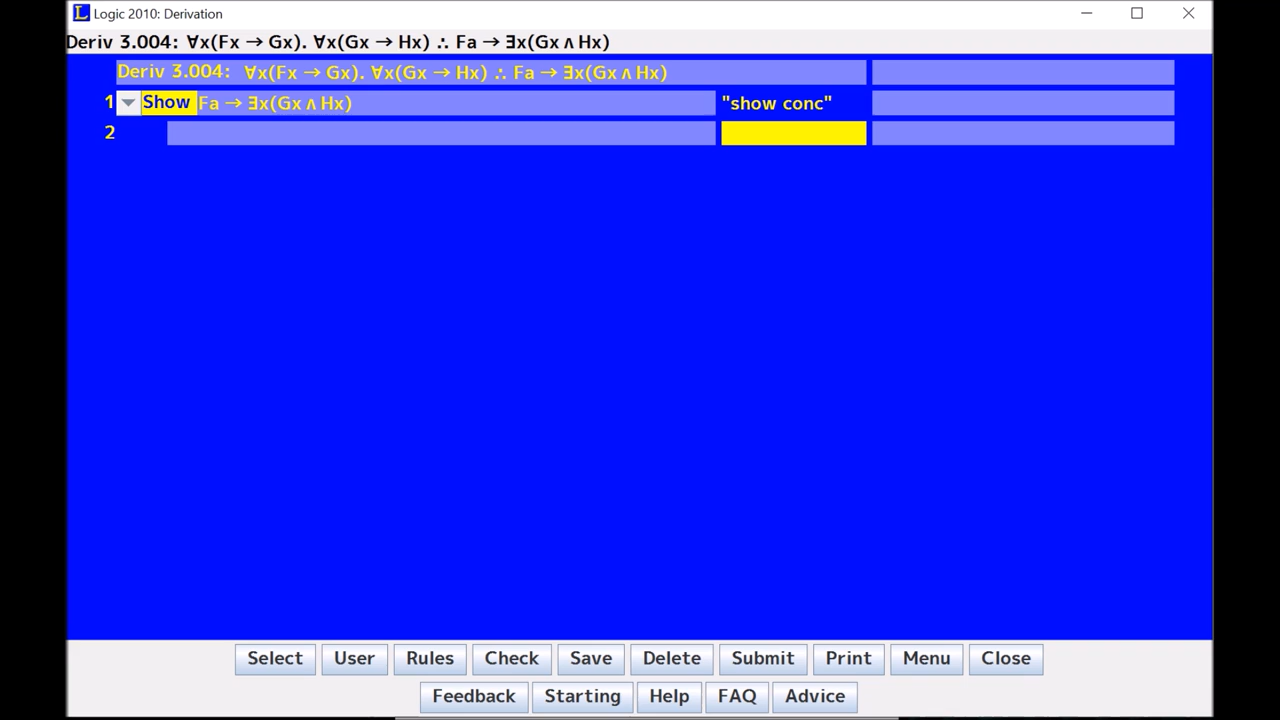 Logic 2010: Derivation
Deriv 3.004: ∀x(Fx → Gx). ∀x(Gx → Hx) ∴ Fa → ∃x(Gx ∧ Hx)
Deriv 3.004: ∀x(Fx → Gx). ∀x(Gx → Hx) ∴ Fa → ∃x(Gx ∧ Hx)
1 Show Fa → ∃x(Gx ∧ Hx) "show conc"
2
Select User Rules Check Save Delete Submit Print Menu Close
Feedback Starting Help FAQ Advice